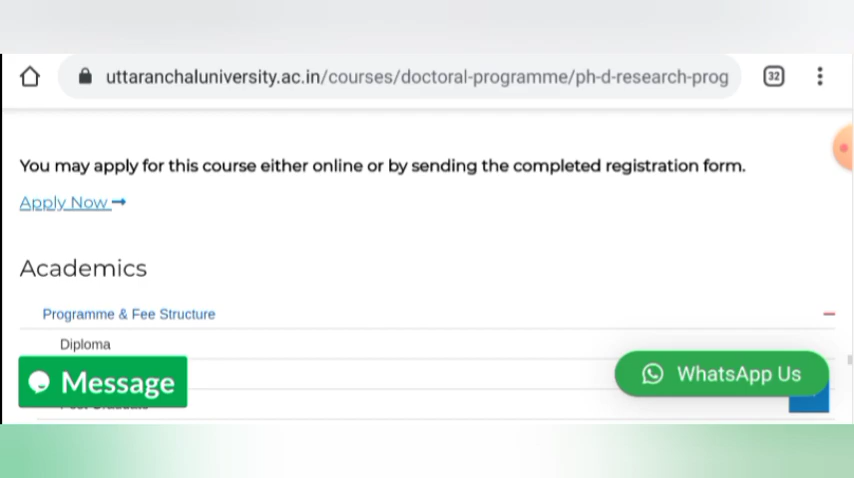 uttaranchaluniversity.ac.in/courses/doctoral-programme/ph-d-research-prog
32
You may apply for this course either online or by sending the completed registration form.
Apply Now →
Academics
Programme & Fee Structure
Diploma
Message
WhatsApp Us